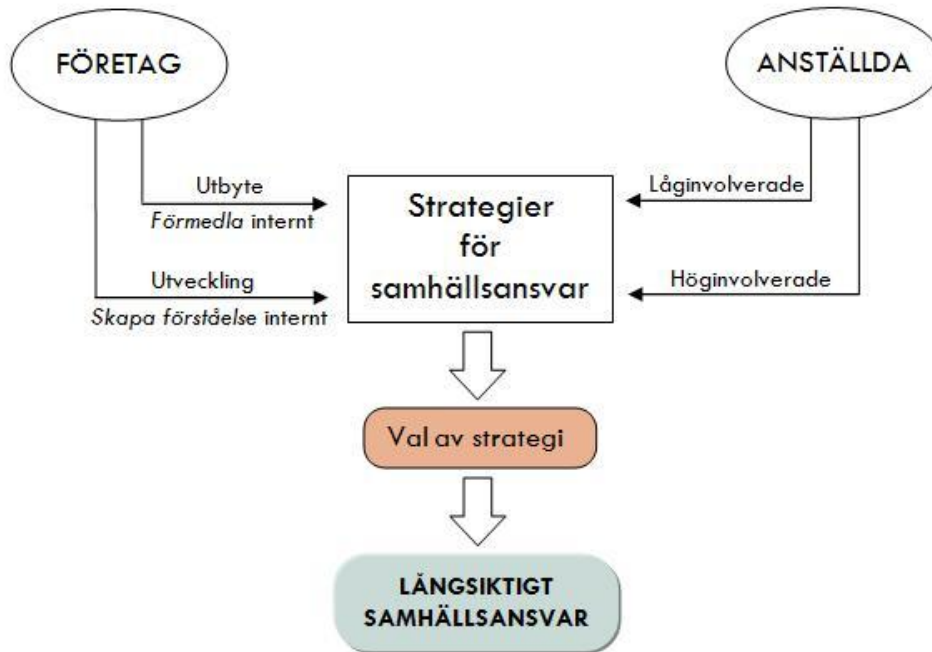 FÖRETAG
ANSTÄLLDA
Utbyte
Förmedla internt
Utveckling
Skapa förståelse internt
Strategier
för
samhällsansvar
Låginvolverade
Höginvolverade
Val av strategi
LÅNGSIKTIGT
SAMHÄLLSANSVAR